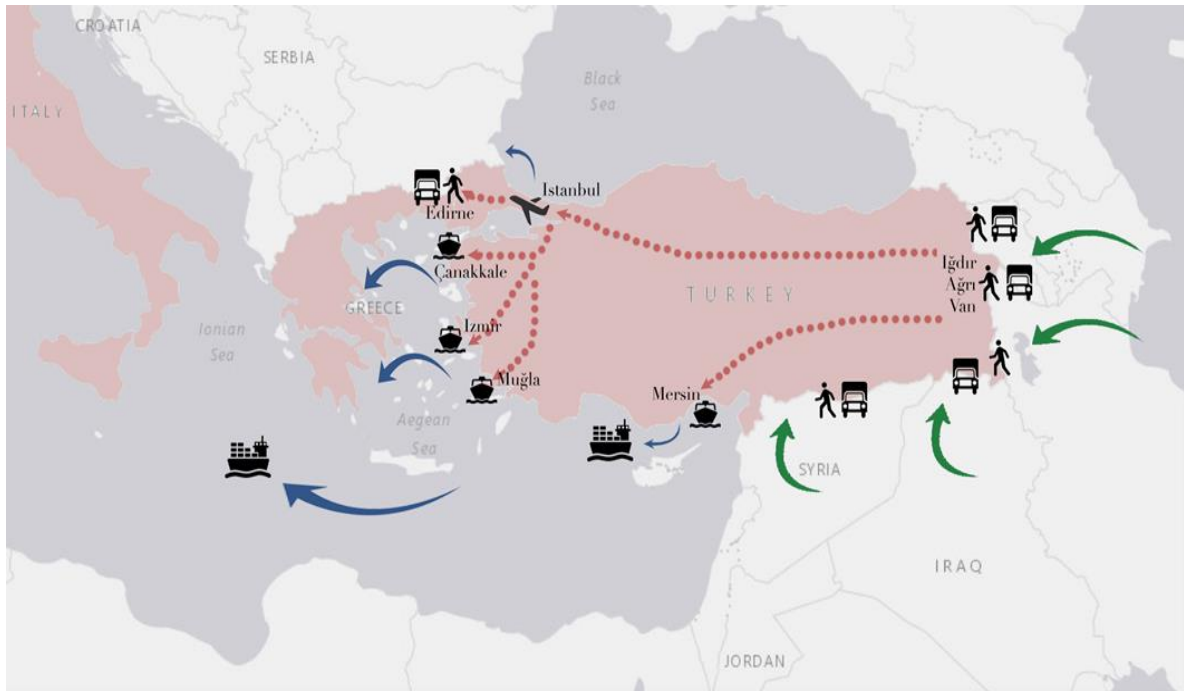 CROATIA
SERBIA
ITALY
Black
Sea
Istanbul
Edirne
Çanakkale
GREECE
TURKEY
Iğdır
Ağrı
Van
Ionian
Sea
Izmir
Muğla
Mersin
Aegean
Sea
SYRIA
IRAQ
JORDAN